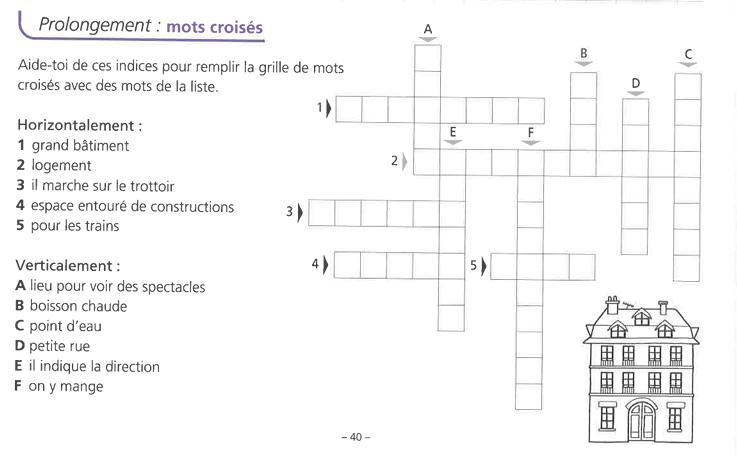 Prolongement : mots croisés
Aide-toi de ces indices pour remplir la grille de mots
croisés avec des mots de la liste.
Horizontalement :
1 grand bâtiment
2 logement
3 il marche sur le trottoir
4 espace entouré de constructions
5 pour les trains
Verticalement :
A lieu pour voir des spectacles
B boisson chaude
C point d'eau
D petite rue
E il indique la direction
F on y mange
A
B
C
D
1
E
F
2
3
4
5
– 40 –